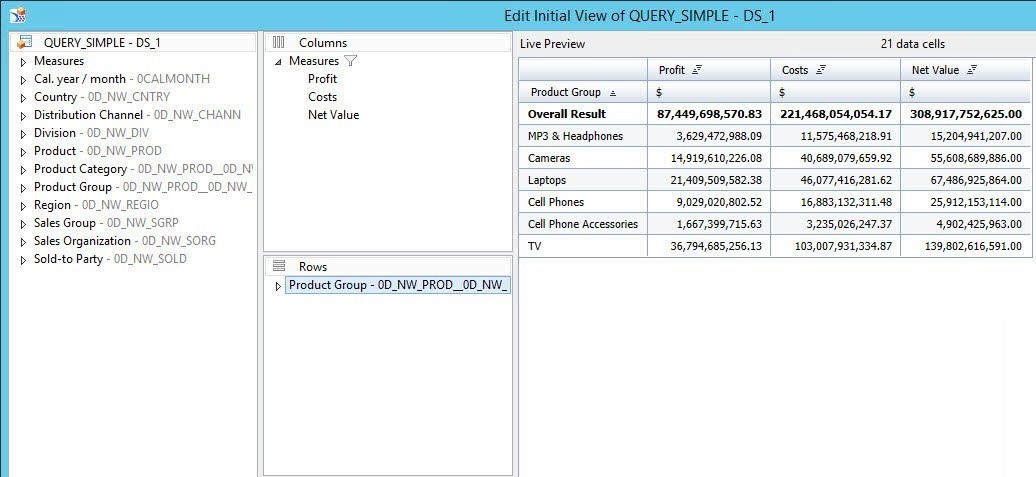 Edit Initial View of QUERY_SIMPLE - DS_1
QUERY_SIMPLE - DS_1
Measures
Cal. year / month - 0CALMONTH
Country - 0D_NW_CNTRY
Distribution Channel - 0D_NW_CHANN
Division - 0D_NW_DIV
Product - 0D_NW_PROD
Product Category - 0D_NW_PROD__0D_N
Product Group - 0D_NW_PROD__0D_NW_
Region - 0D_NW_REGIO
Sales Group - 0D_NW_SGRP
Sales Organization - 0D_NW_SORG
Sold-to Party - 0D_NW_SOLD
Columns
Measures
Profit
Costs
Net Value
Rows
Product Group - 0D_NW_PROD__0D_NW_
Live Preview 21 data cells
Profit Costs Net Value
Product Group $ $ $
Overall Result 87,449,698,570.83 221,468,054,054.17 308,917,752,625.00
MP3 & Headphones 3,629,472,988.09 11,575,468,218.91 15,204,941,207.00
Cameras 14,919,610,226.08 40,689,079,659.92 55,608,689,886.00
Laptops 21,409,509,582.38 46,077,416,281.62 67,486,925,864.00
Cell Phones 9,029,020,802.52 16,883,132,311.48 25,912,153,114.00
Cell Phone Accessories 1,667,399,715.63 3,235,026,247.37 4,902,425,963.00
TV 36,794,685,256.13 103,007,931,334.87 139,802,616,591.00